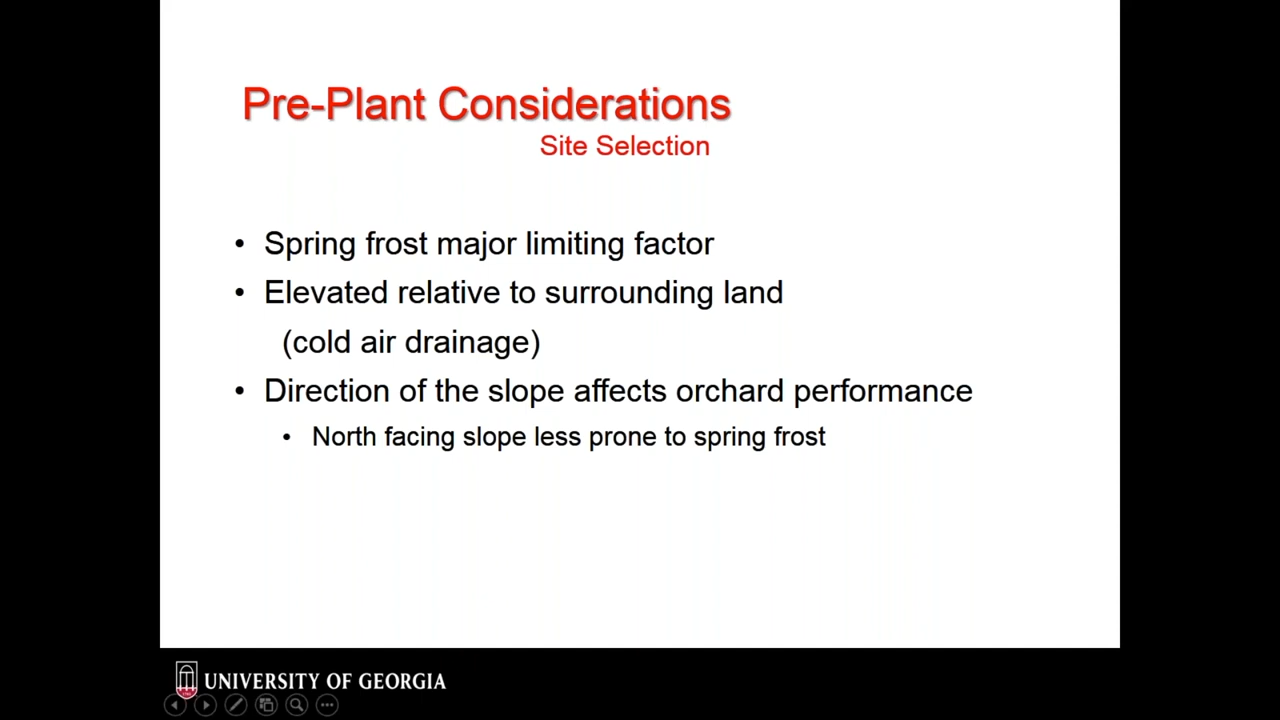 Pre-Plant Considerations
Site Selection
• Spring frost major limiting factor
• Elevated relative to surrounding land
(cold air drainage)
• Direction of the slope affects orchard performance
• North facing slope less prone to spring frost
UNIVERSITY OF GEORGIA